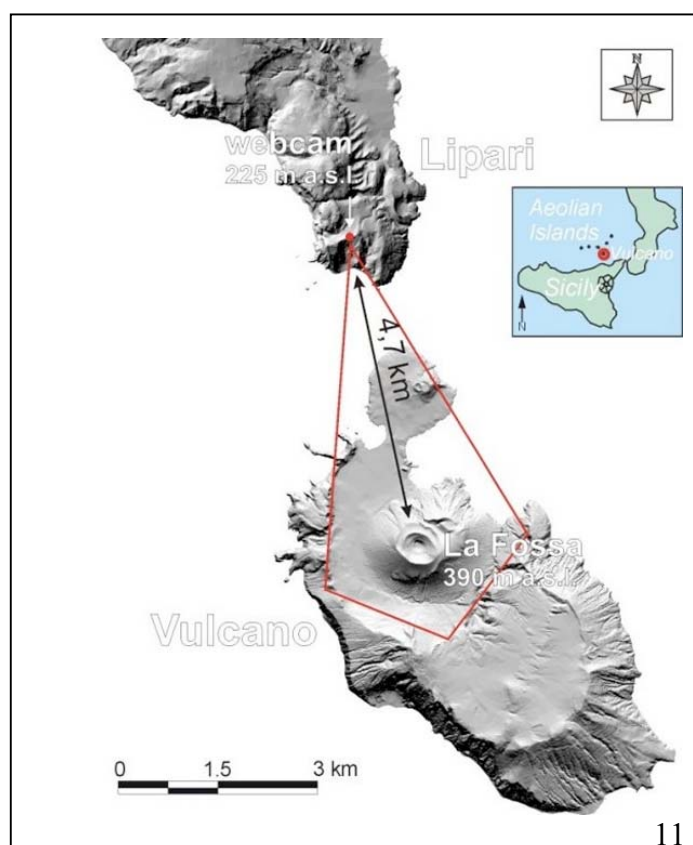 N
webcam
225 m a.s.l.
Lipari
Aeolian
Islands
Vulcano
Sicily
N
4,7 km
La Fossa
390 m a.s.l.
Vulcano
0 1.5 3 km
11